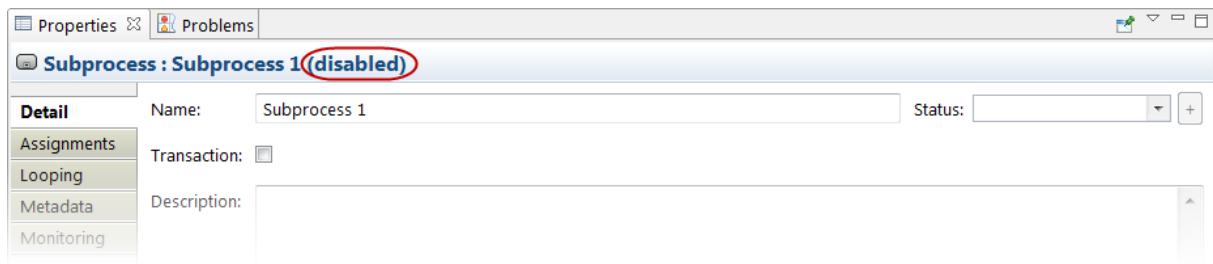 Properties Problems
Subprocess : Subprocess 1 (disabled)
Detail Name: Subprocess 1 Status: +
Assignments Transaction:
Looping
Metadata Description:
Monitoring